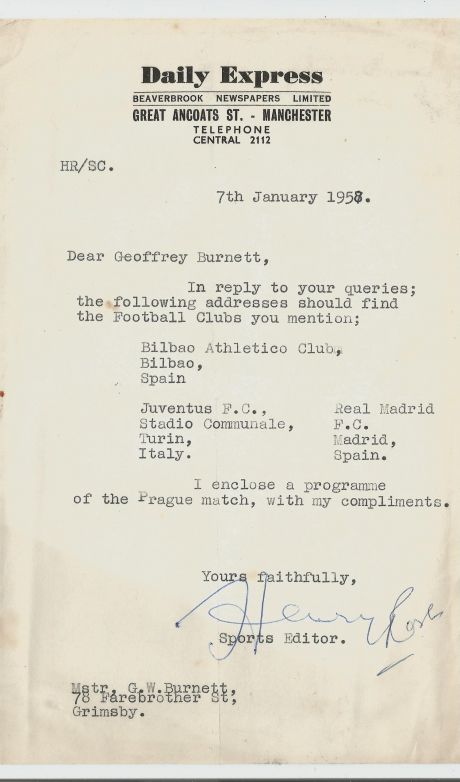 Daily Express
BEAVERBROOK NEWSPAPERS LIMITED
GREAT ANCOATS ST. - MANCHESTER
TELEPHONE
CENTRAL 2112
HR/SC.
7th January 1958.
Dear Geoffrey Burnett,
In reply to your queries;
the following addresses should find
the Football Clubs you mention;
Bilbao Athletico Club,
Bilbao,
Spain
Juventus F.C., Real Madrid
Stadio Communale, F.C.
Turin, Madrid,
Italy. Spain.
I enclose a programme
of the Prague match, with my compliments.
Yours faithfully,
Henry Rose
Sports Editor.
Mstr, G.W.Burnett,
78 Farebrother St,
Grimsby.